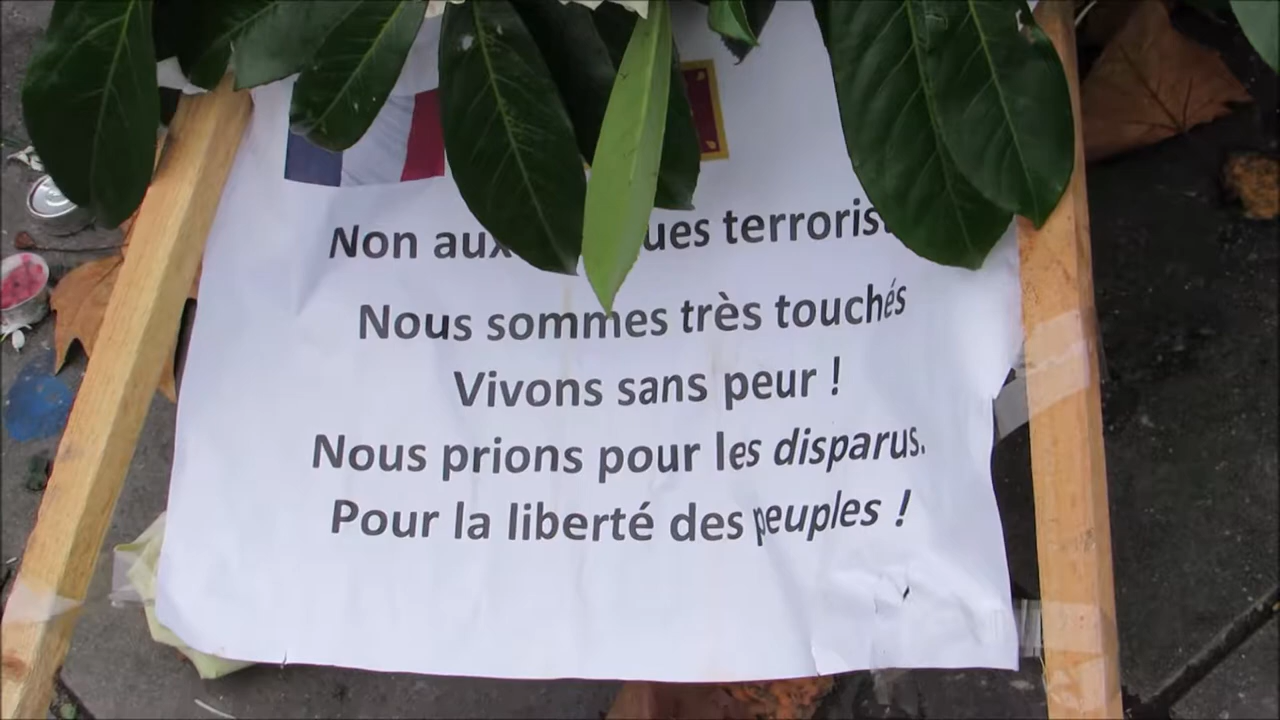 Non aux terroris
Nous sommes très touchés
Vivons sans peur !
Nous prions pour les disparus.
Pour la liberté des peuples !